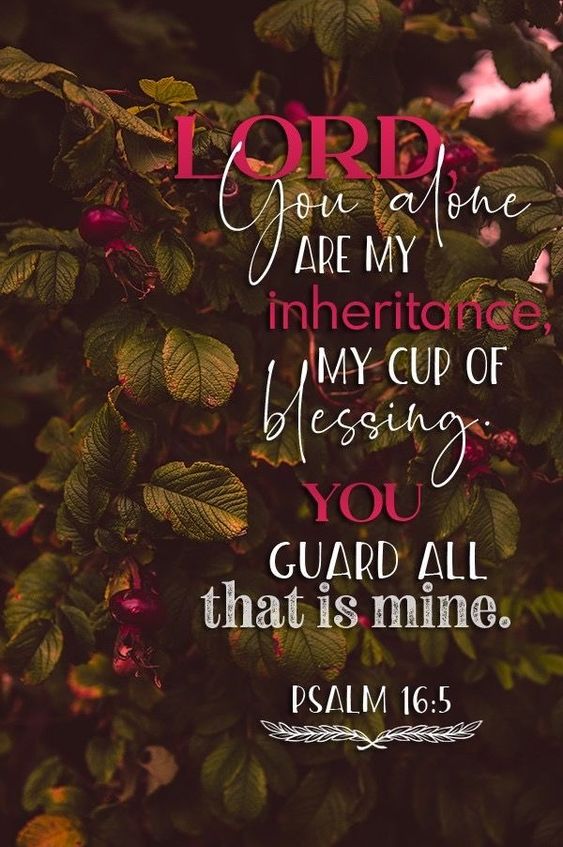 LORD,
You alone
ARE MY
inheritance,
MY CUP OF
blessing.
YOU
GUARD ALL
that is mine.
PSALM 16:5